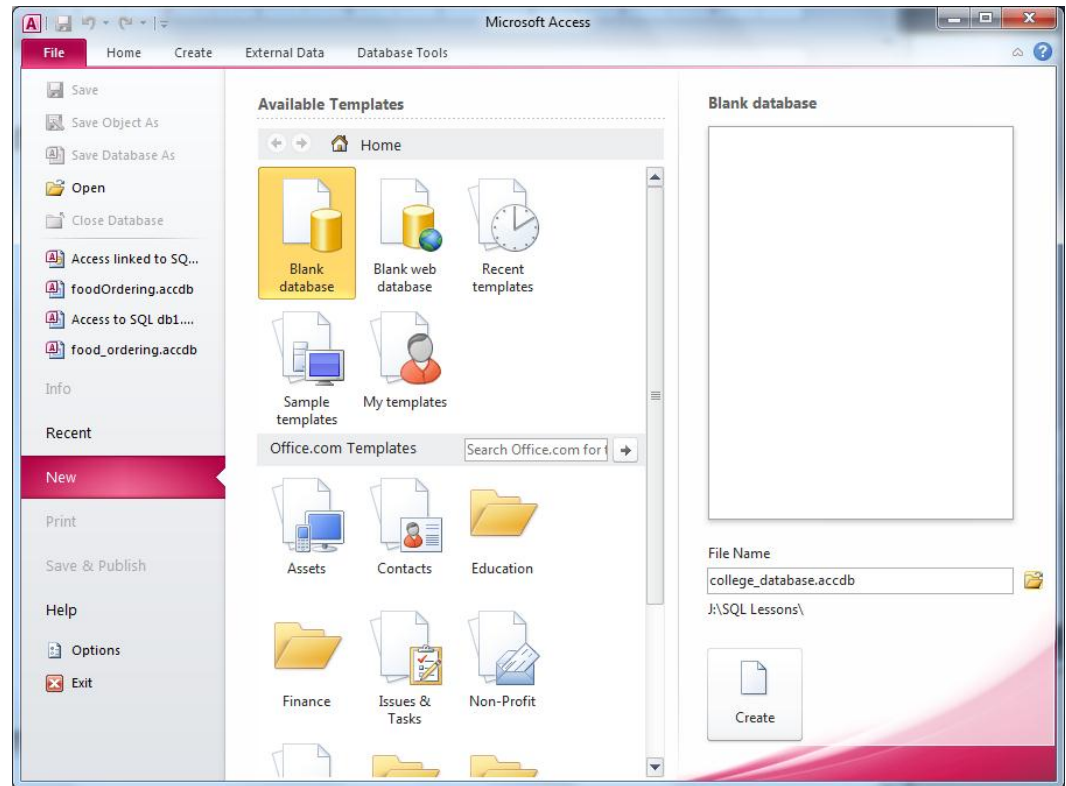 Microsoft Access
File Home Create External Data Database Tools
Save
Save Object As
Save Database As
Open
Close Database
Access linked to SQ...
foodOrdering.accdb
Access to SQL db1....
food_ordering.accdb
Info
Recent
New
Print
Save & Publish
Help
Options
Exit
Available Templates
Home
Blank database
Blank web database
Recent templates
Sample templates
My templates
Office.com Templates
Search Office.com for t
Assets
Contacts
Education
Finance
Issues & Tasks
Non-Profit
Blank database
File Name
college_database.accdb
J:\SQL Lessons\
Create